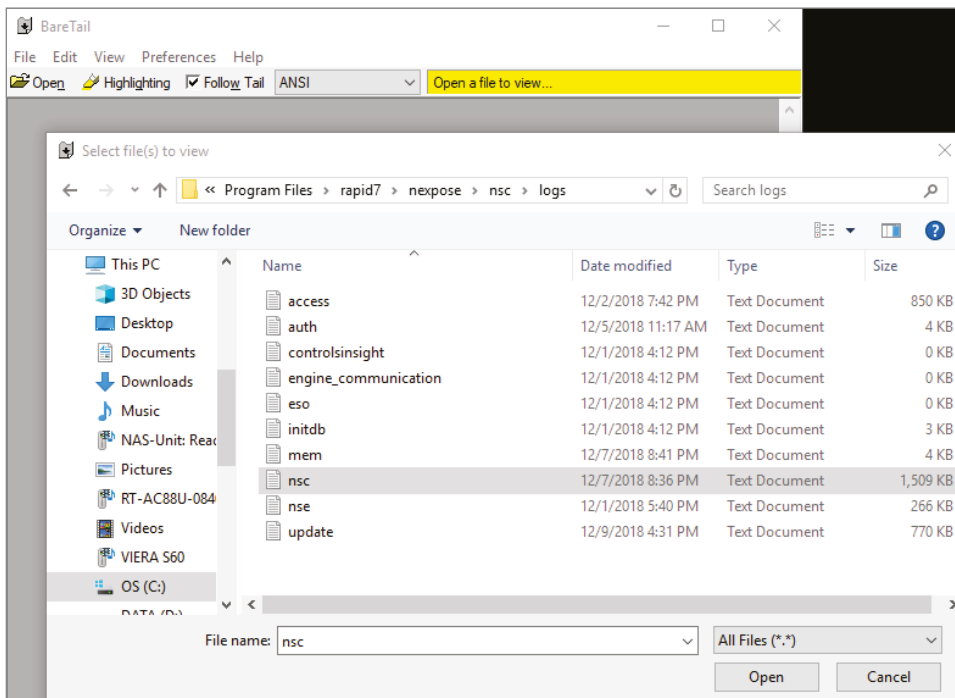 BareTail
File Edit View Preferences Help
Open Highlighting Follow Tail ANSI Open a file to view...
Select file(s) to view
« Program Files › rapid7 › nexpose › nsc › logs Search logs
Organize New folder
This PC
3D Objects
Desktop
Documents
Downloads
Music
NAS-Unit: Read
Pictures
RT-AC88U-084
Videos
VIERA S60
OS (C:)
DATA (D:)
Name Date modified Type Size
access 12/2/2018 7:42 PM Text Document 850 KB
auth 12/5/2018 11:17 AM Text Document 4 KB
controlsinsight 12/1/2018 4:12 PM Text Document 0 KB
engine_communication 12/1/2018 4:12 PM Text Document 0 KB
eso 12/1/2018 4:12 PM Text Document 0 KB
initdb 12/1/2018 4:12 PM Text Document 3 KB
mem 12/7/2018 8:41 PM Text Document 4 KB
nsc 12/7/2018 8:36 PM Text Document 1,509 KB
nse 12/1/2018 5:40 PM Text Document 266 KB
update 12/9/2018 4:31 PM Text Document 770 KB
File name: nsc All Files (*.*)
Open Cancel